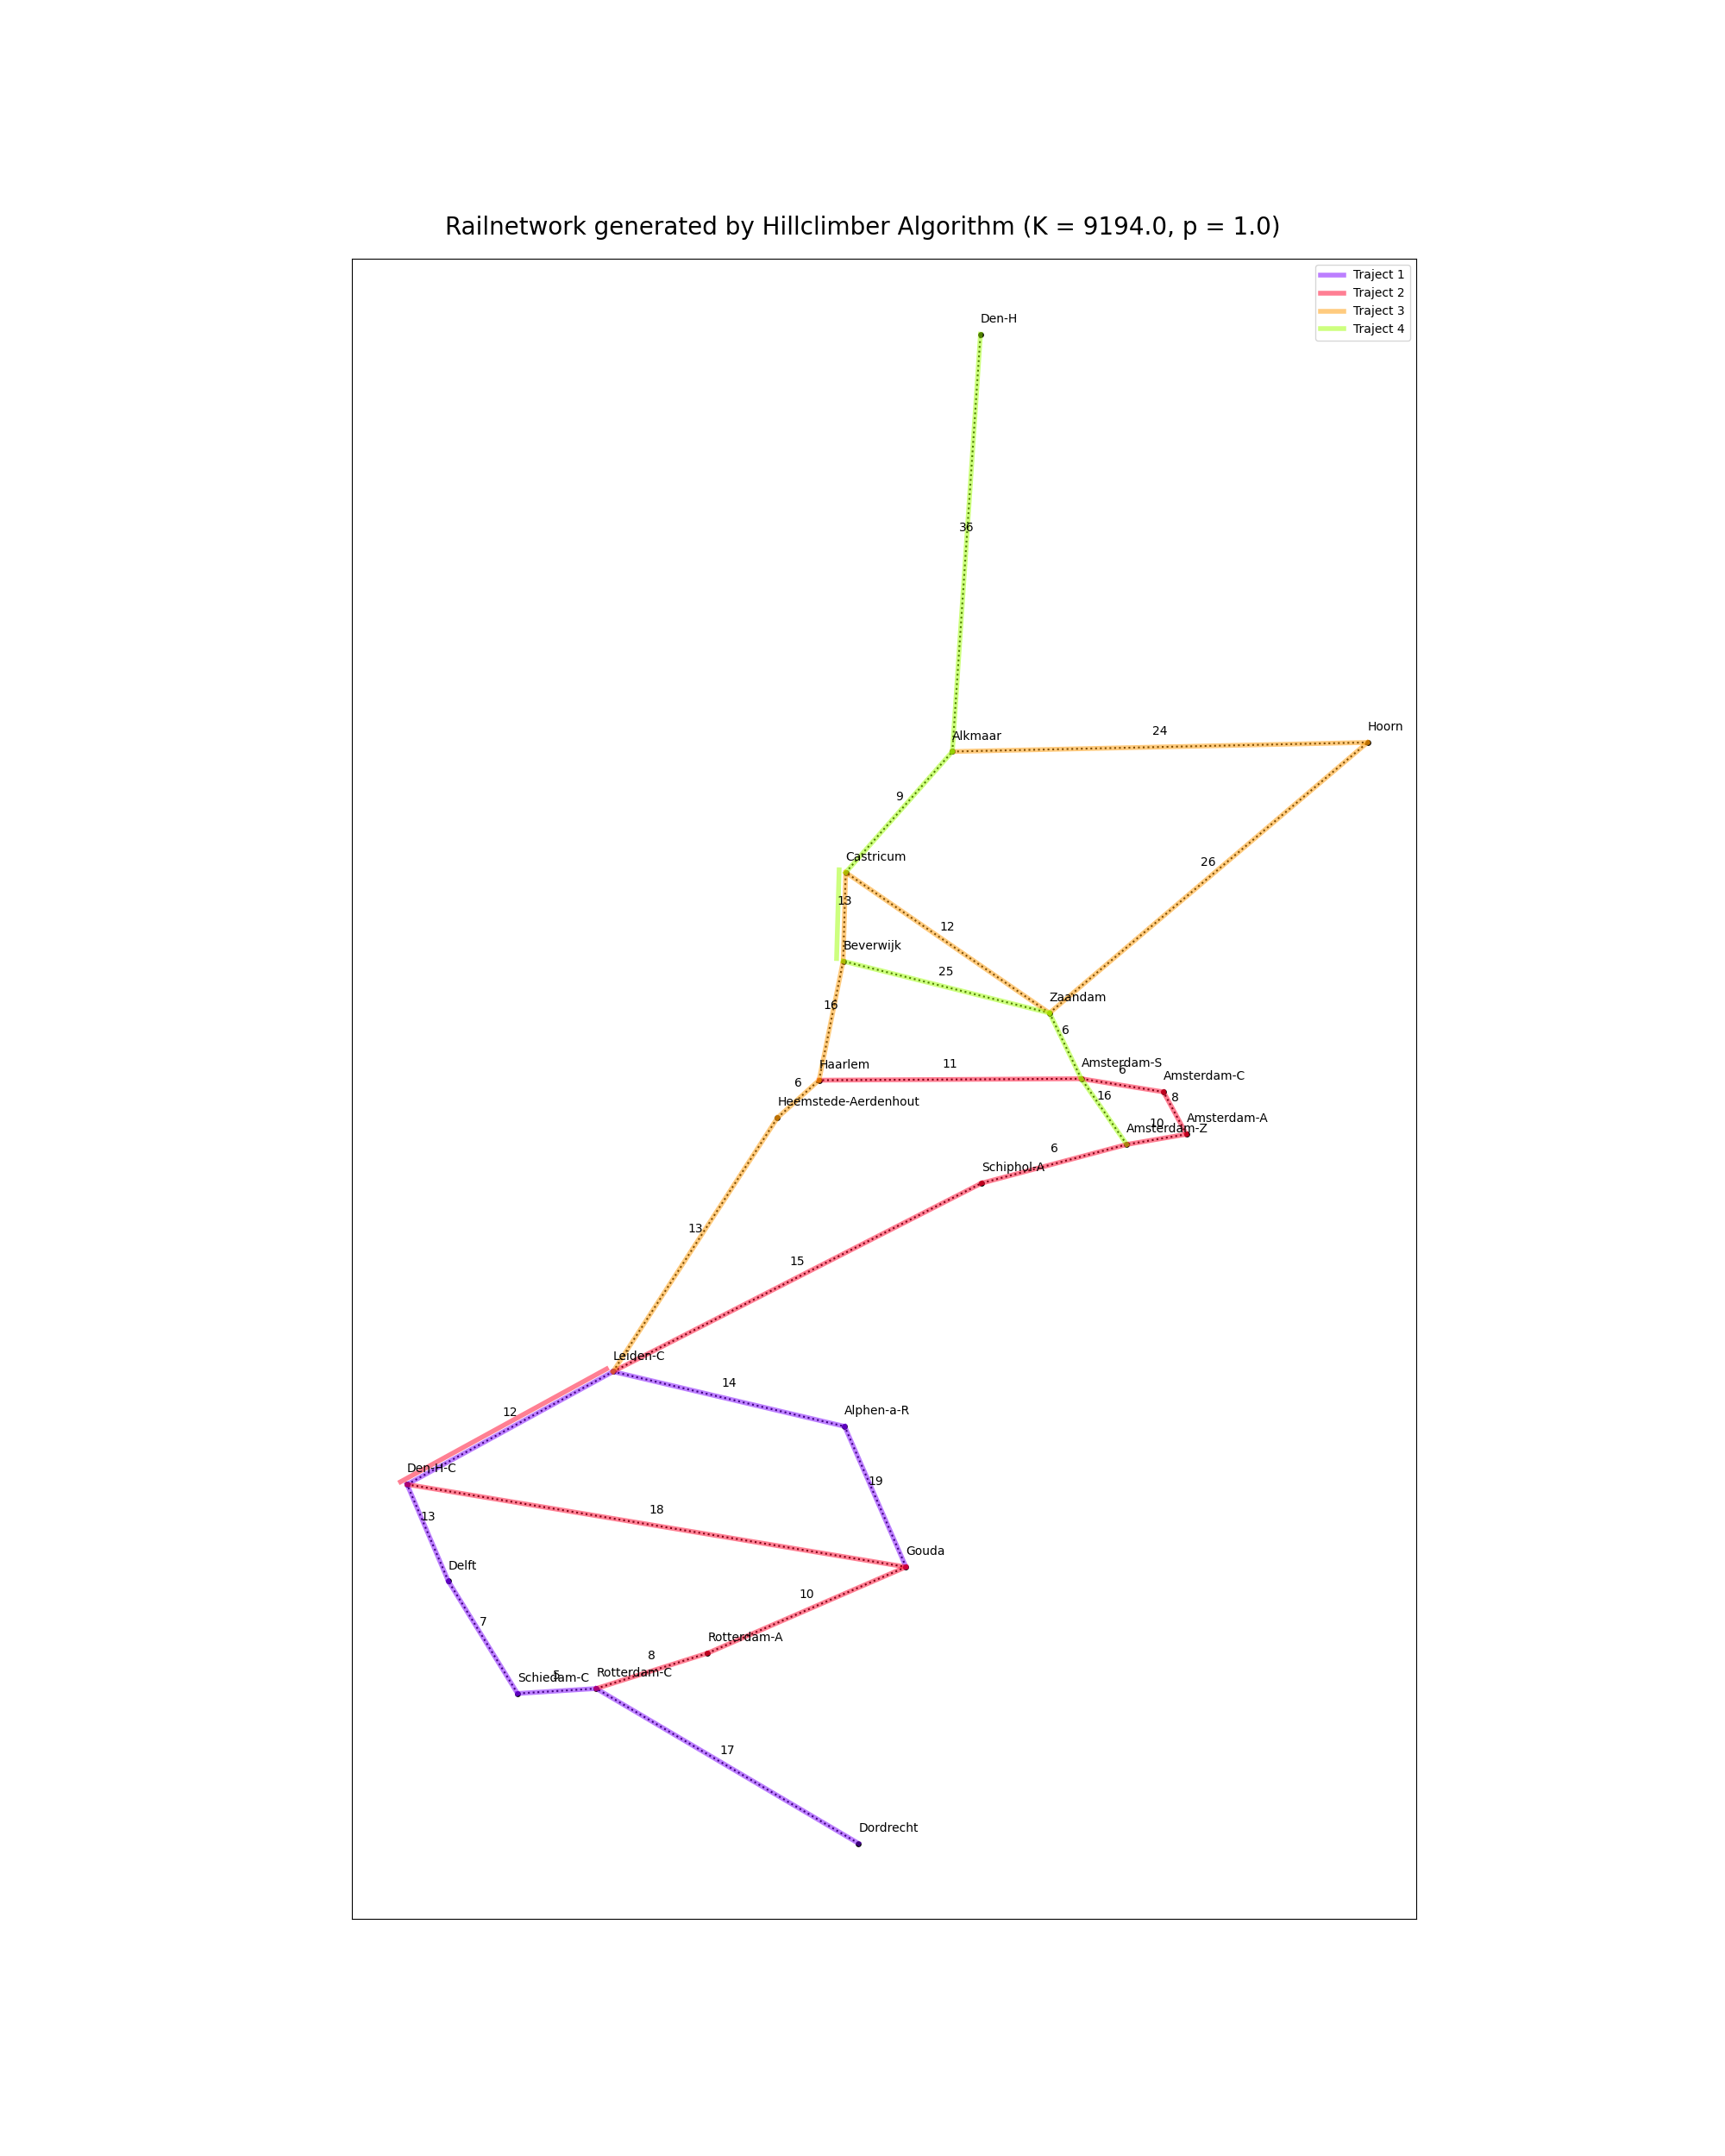 Railnetwork generated by Hillclimber Algorithm (K = 9194.0, p = 1.0)
Traject 1
Traject 2
Traject 3
Traject 4
Den-H
36
Hoorn
24
Alkmaar
9
Castricum
26
13
12
Beverwijk
25
Zaandam
16
6
Amsterdam-S
11
Haarlem
6
Amsterdam-C
6
16
8
Heemstede-Aerdenhout
Amsterdam-A
10
Amsterdam-Z
6
Schiphol-A
13
15
Leiden-C
14
12
Alphen-a-R
Den-H-C
19
18
13
Gouda
Delft
10
7
Rotterdam-A
8
Rotterdam-C
5
Schiedam-C
17
Dordrecht